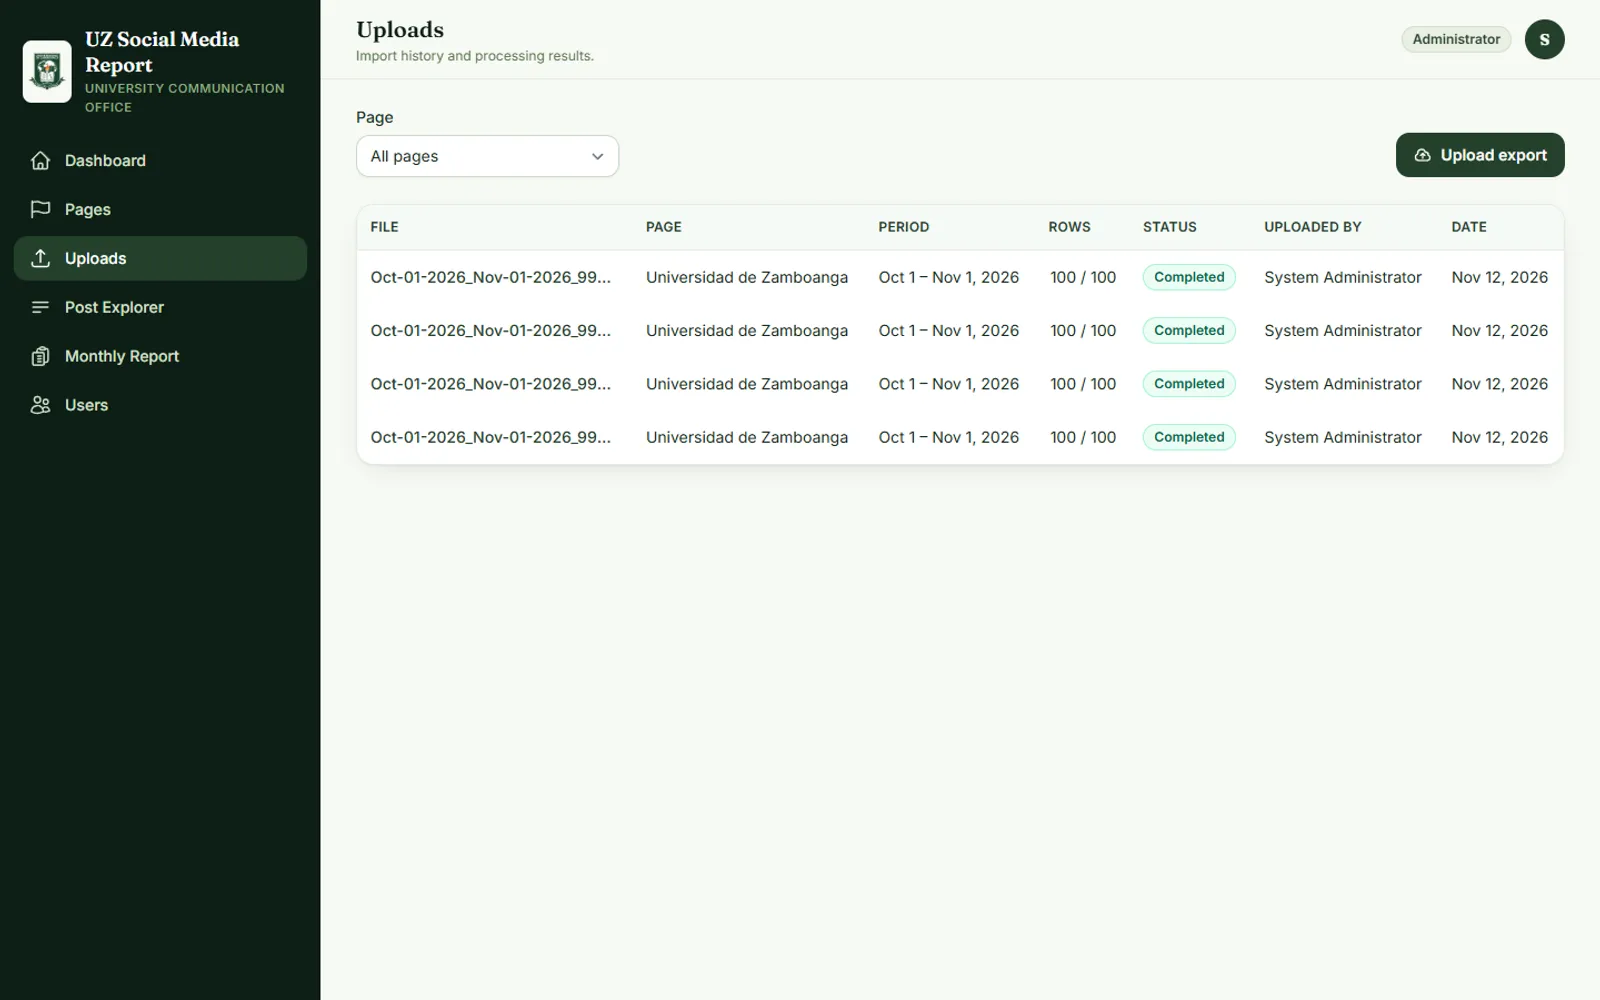 UZ Social Media
Report
UNIVERSITY COMMUNICATION
OFFICE
Dashboard
Pages
Uploads
Post Explorer
Monthly Report
Users
Uploads
Import history and processing results.
Administrator
S
Page
All pages
Upload export
FILE PAGE PERIOD ROWS STATUS UPLOADED BY DATE
Oct-01-2026_Nov-01-2026_99... Universidad de Zamboanga Oct 1 – Nov 1, 2026 100 / 100 Completed System Administrator Nov 12, 2026
Oct-01-2026_Nov-01-2026_99... Universidad de Zamboanga Oct 1 – Nov 1, 2026 100 / 100 Completed System Administrator Nov 12, 2026
Oct-01-2026_Nov-01-2026_99... Universidad de Zamboanga Oct 1 – Nov 1, 2026 100 / 100 Completed System Administrator Nov 12, 2026
Oct-01-2026_Nov-01-2026_99... Universidad de Zamboanga Oct 1 – Nov 1, 2026 100 / 100 Completed System Administrator Nov 12, 2026